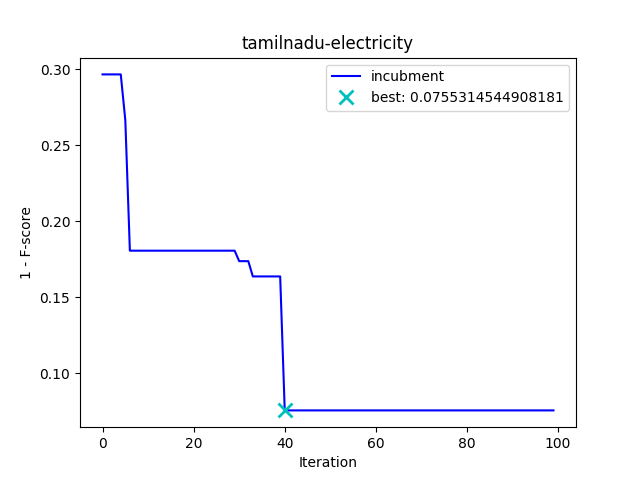 tamilnadu-electricity
incubment
best: 0.0755314544908181
0.30
0.25
0.20
0.15
0.10
1 - F-score
0
20
40
60
80
100
Iteration